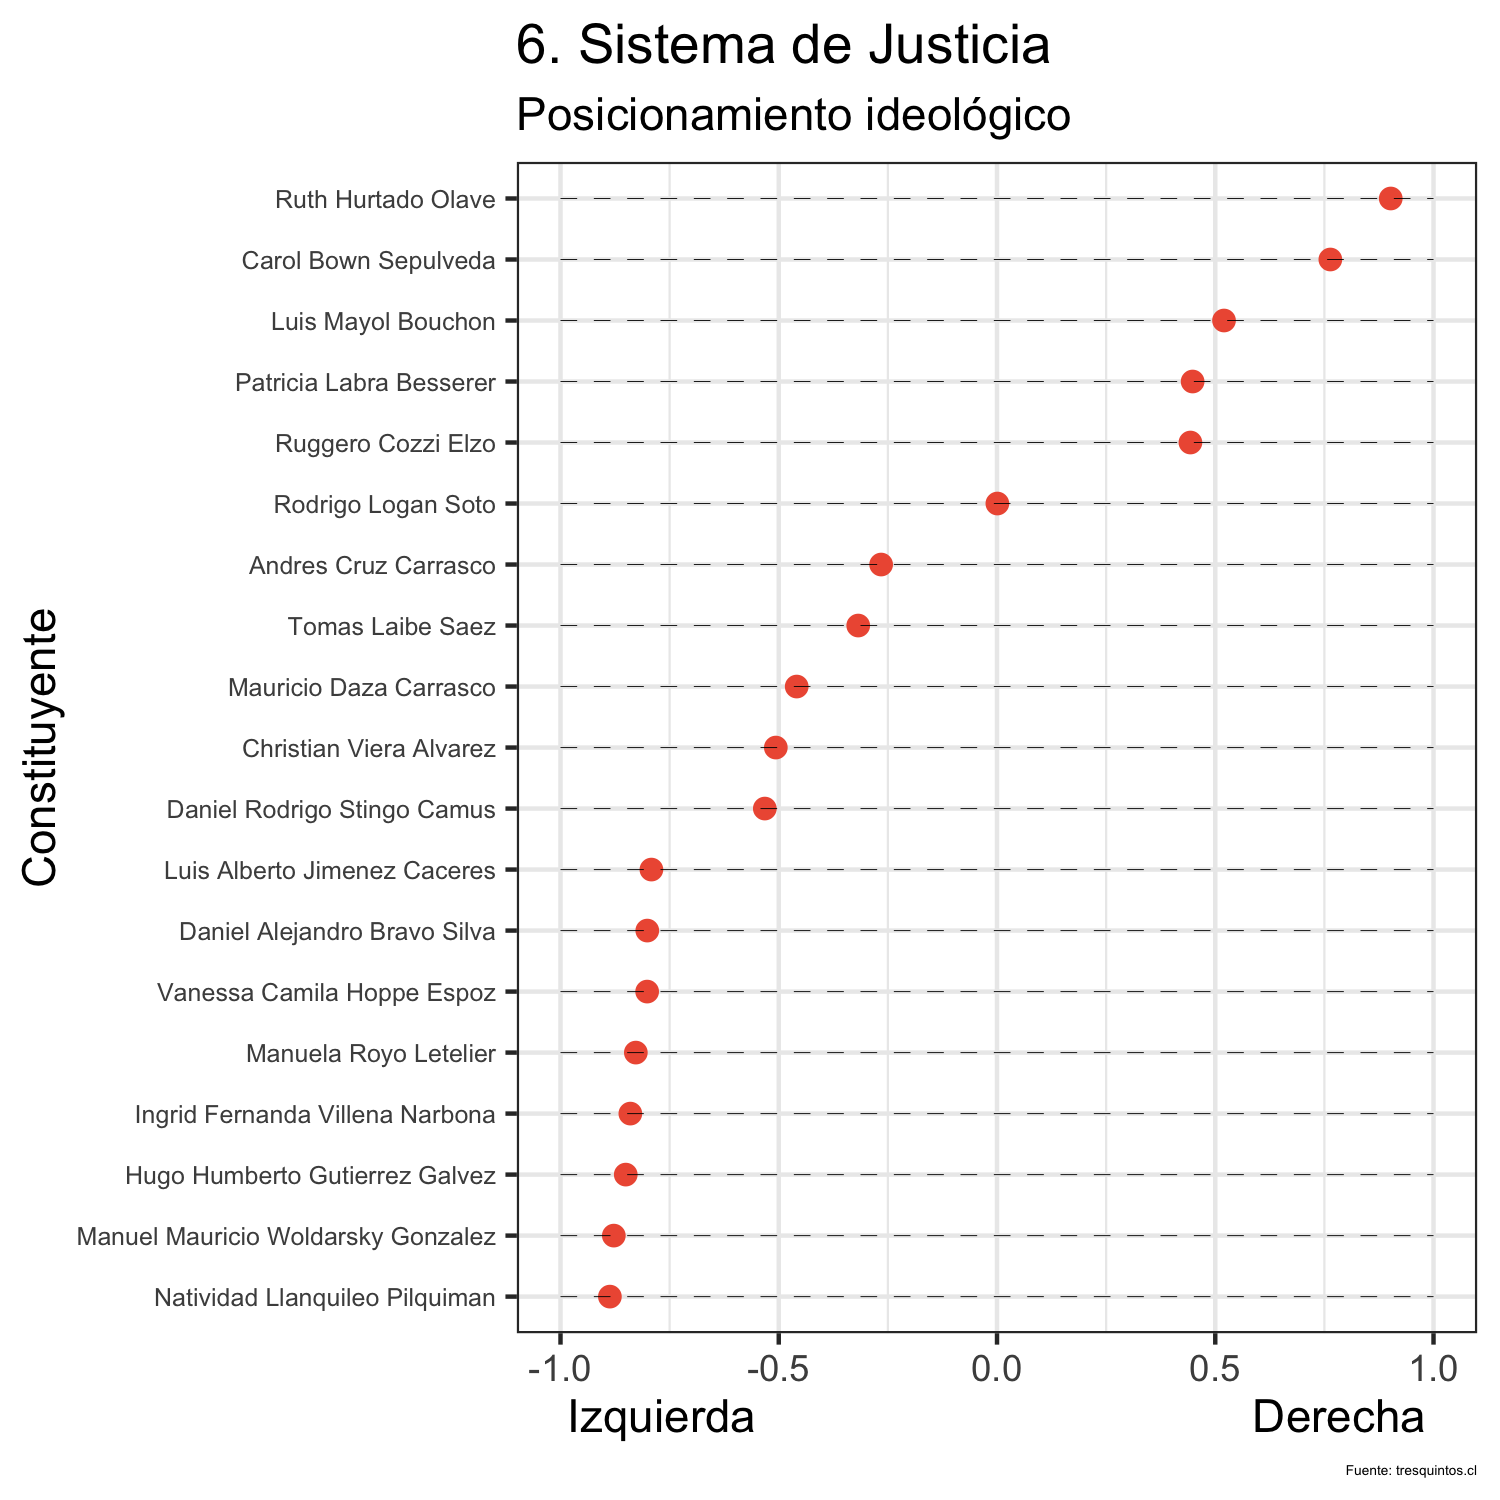 6. Sistema de Justicia
Posicionamiento ideológico
Constituyente
Ruth Hurtado Olave
Carol Bown Sepulveda
Luis Mayol Bouchon
Patricia Labra Besserer
Ruggero Cozzi Elzo
Rodrigo Logan Soto
Andres Cruz Carrasco
Tomas Laibe Saez
Mauricio Daza Carrasco
Christian Viera Alvarez
Daniel Rodrigo Stingo Camus
Luis Alberto Jimenez Caceres
Daniel Alejandro Bravo Silva
Vanessa Camila Hoppe Espoz
Manuela Royo Letelier
Ingrid Fernanda Villena Narbona
Hugo Humberto Gutierrez Galvez
Manuel Mauricio Woldarsky Gonzalez
Natividad Llanquileo Pilquiman
-1.0 -0.5 0.0 0.5 1.0
Izquierda Derecha
Fuente: tresquintos.cl